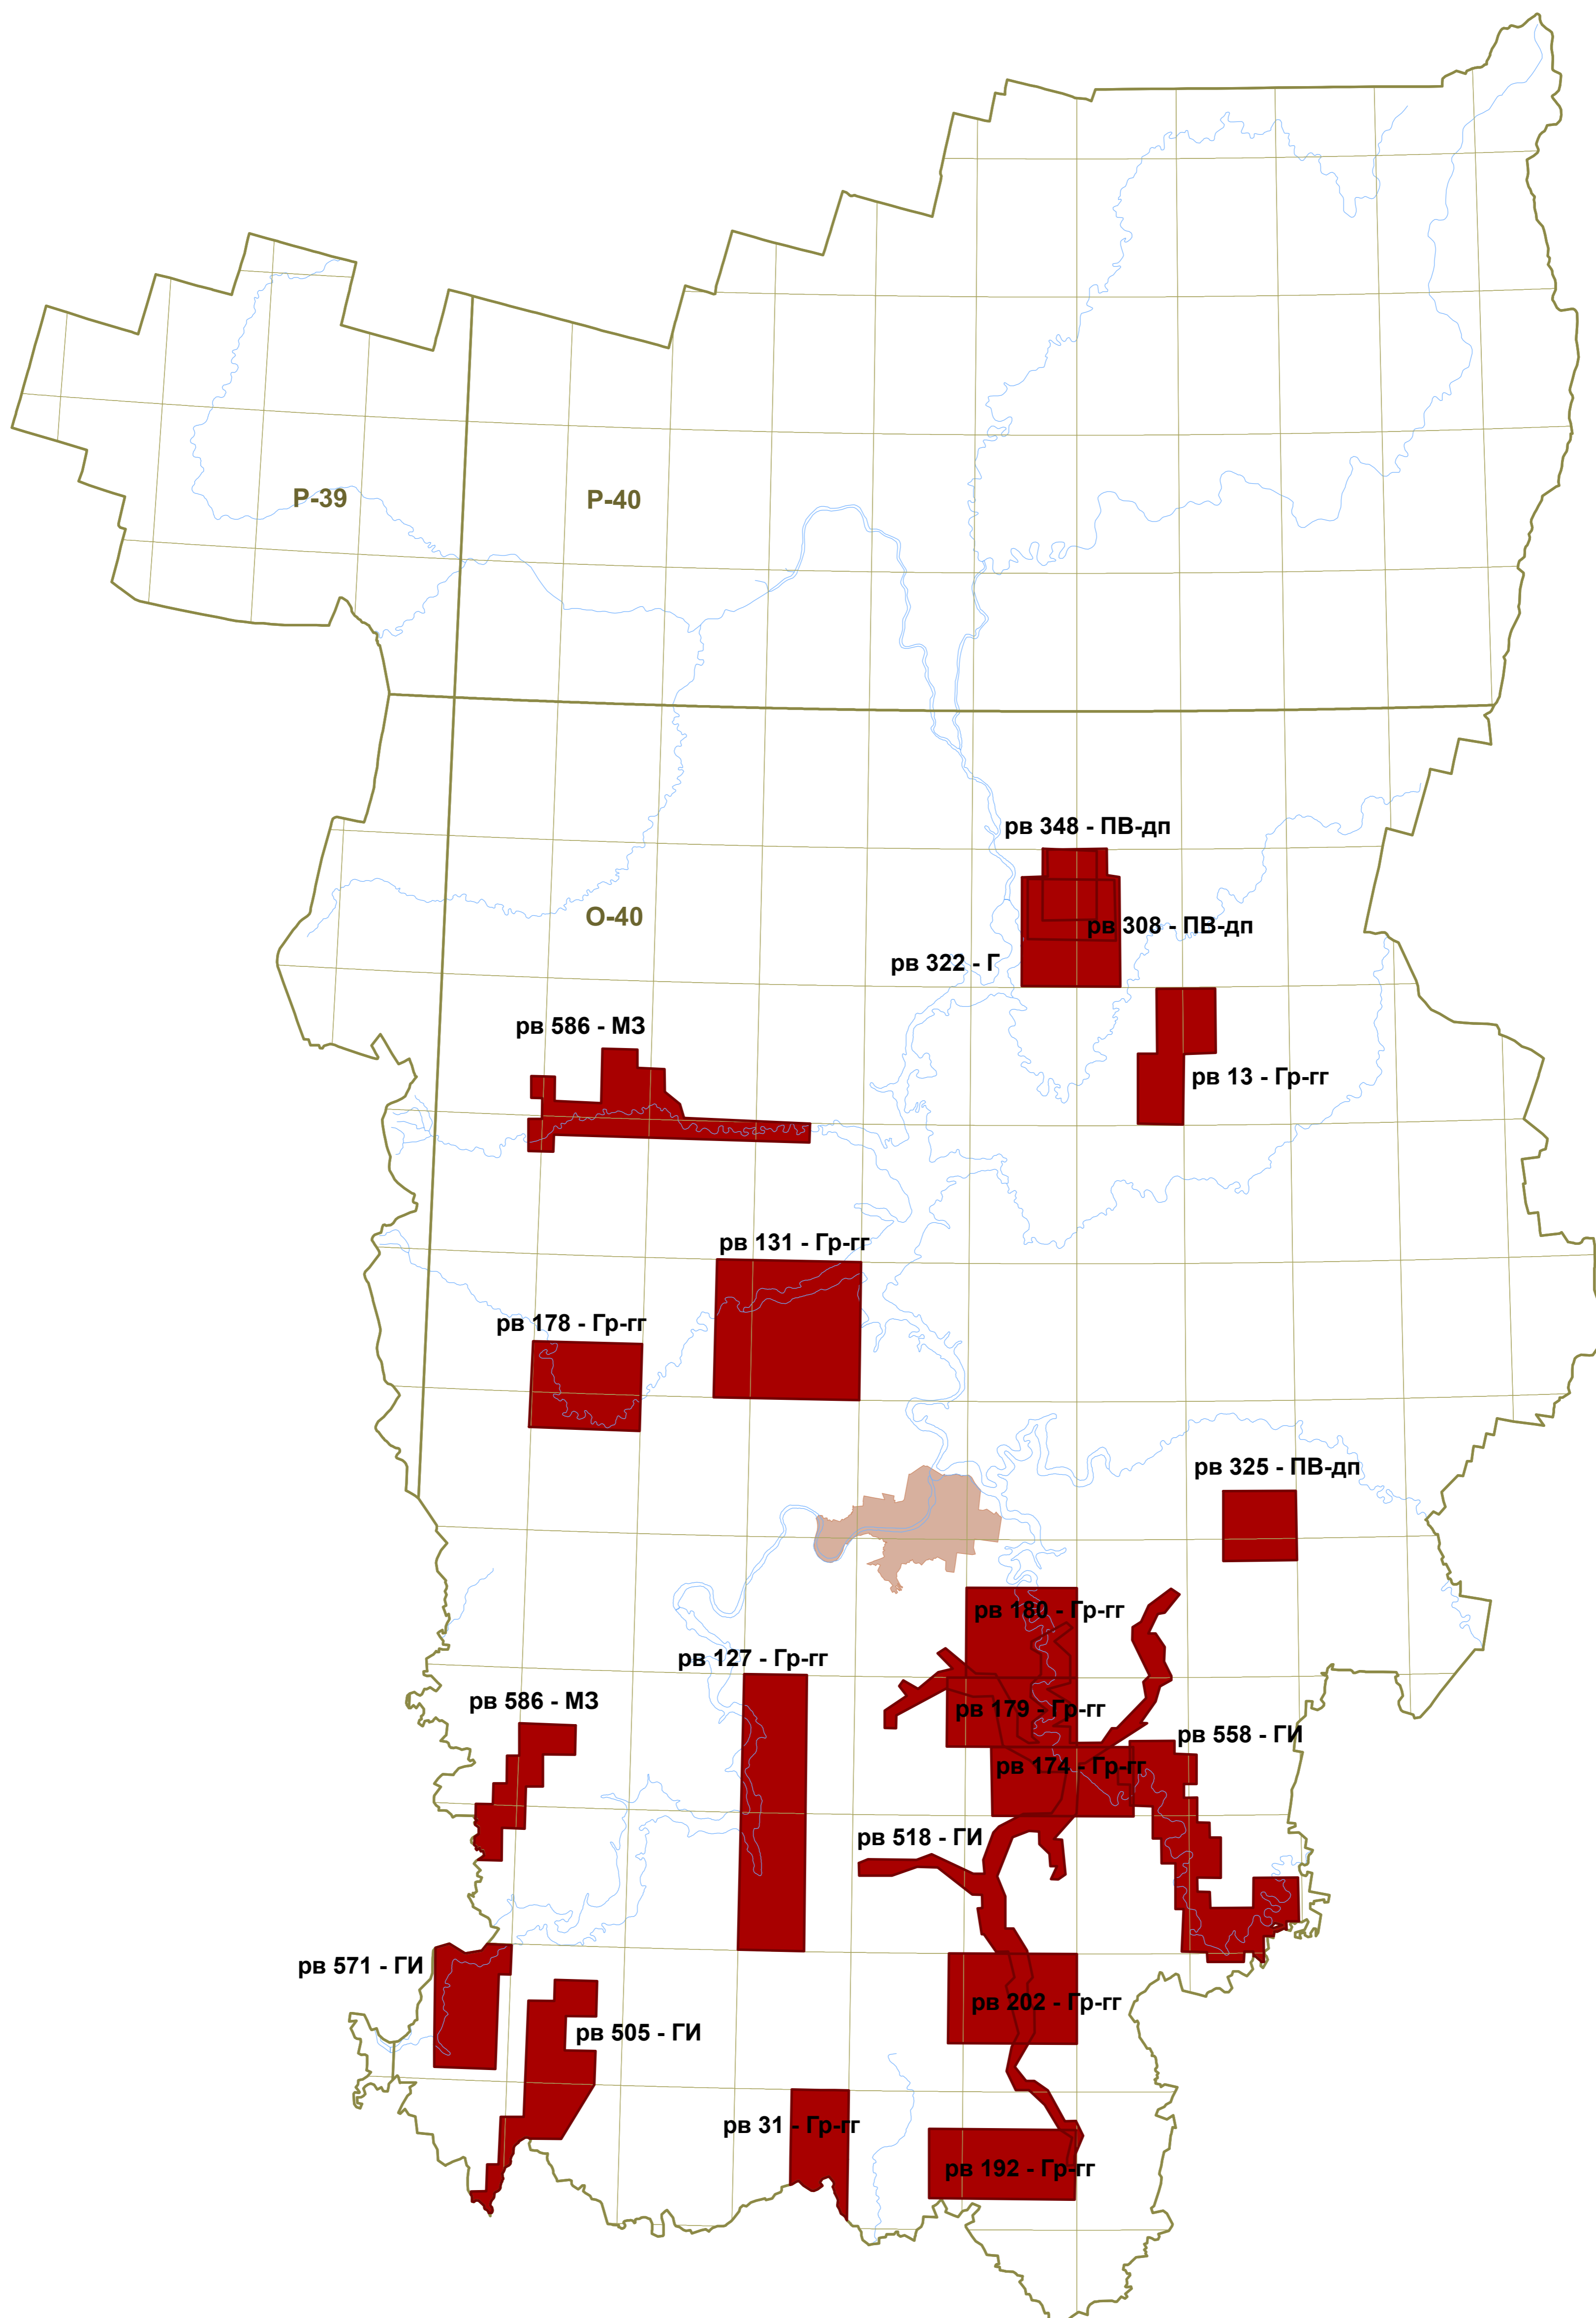 Р-39
Р-40
рв 348 - ПВ-дп
О-40
рв 308 - ПВ-дп
рв 322 - Г
рв 586 - МЗ
рв 13 - Гр-гг
рв 131 - Гр-гг
рв 178 - Гр-гг
рв 325 - ПВ-дп
рв 180 - Гр-гг
рв 127 - Гр-гг
рв 586 - МЗ
рв 179 - Гр-гг
рв 558 - ГИ
рв 174 - Гр-гг
рв 518 - ГИ
рв 571 - ГИ
рв 202 - Гр-гг
рв 505 - ГИ
рв 31 - Гр-гг
рв 192 - Гр-гг